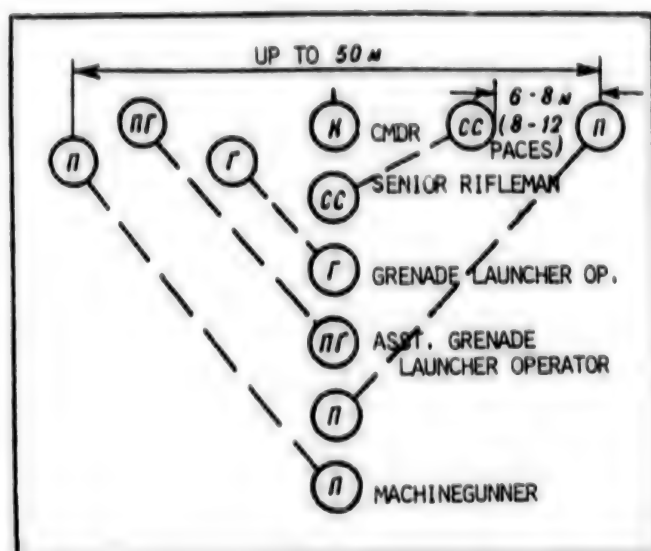 UP TO 50 м
6-8 м
(8-12
PACES)
ПГ
К
CMDR
СС
П
П
Г
СС
SENIOR RIFLEMAN
Г
GRENADE LAUNCHER OP.
ПГ
ASST. GRENADE
LAUNCHER OPERATOR
П
П
MACHINEGUNNER